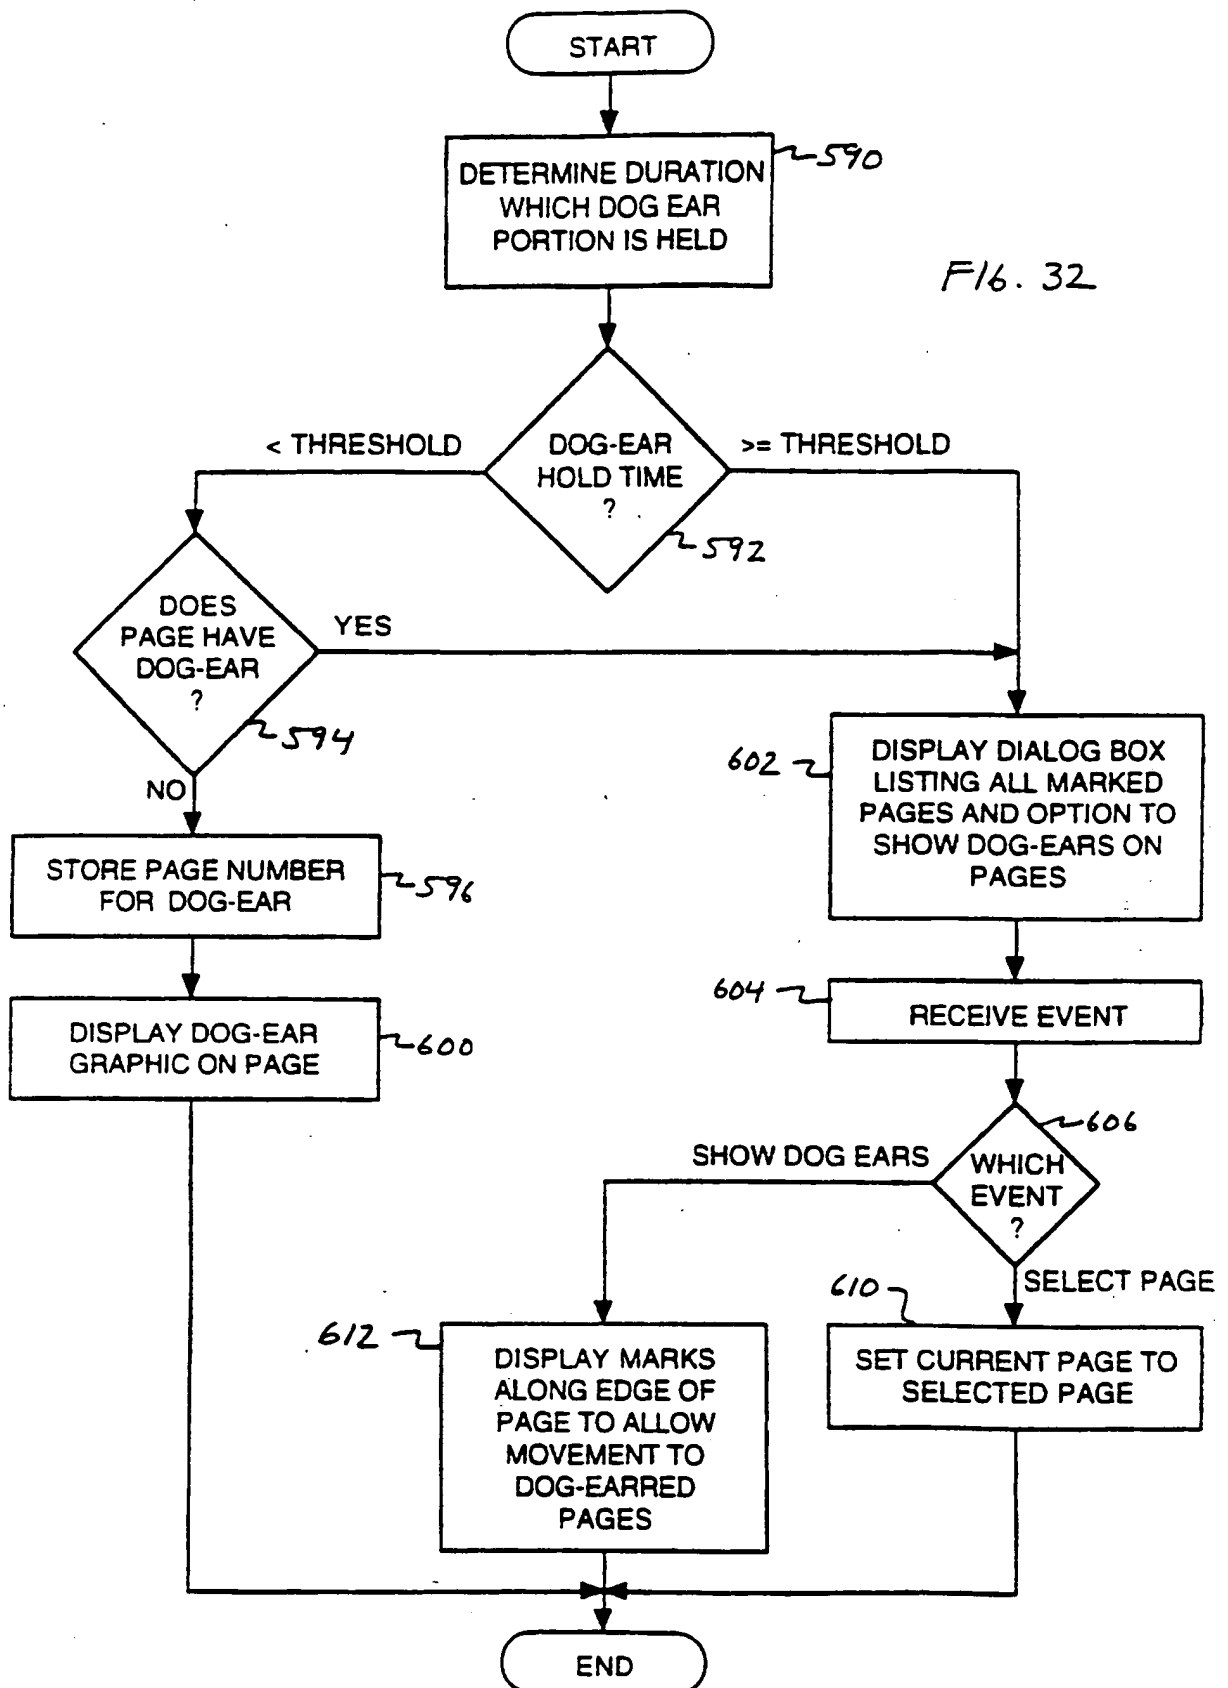 START
DETERMINE DURATION
WHICH DOG EAR
PORTION IS HELD
590
FIG. 32
< THRESHOLD
DOG-EAR
HOLD TIME
?
>= THRESHOLD
592
DOES
PAGE HAVE
DOG-EAR
?
YES
594
NO
602
DISPLAY DIALOG BOX
LISTING ALL MARKED
PAGES AND OPTION TO
SHOW DOG-EARS ON
PAGES
STORE PAGE NUMBER
FOR DOG-EAR
596
604
RECEIVE EVENT
DISPLAY DOG-EAR
GRAPHIC ON PAGE
600
606
SHOW DOG EARS
WHICH
EVENT
?
SELECT PAGE
610
612
DISPLAY MARKS
ALONG EDGE OF
PAGE TO ALLOW
MOVEMENT TO
DOG-EARRED
PAGES
SET CURRENT PAGE TO
SELECTED PAGE
END